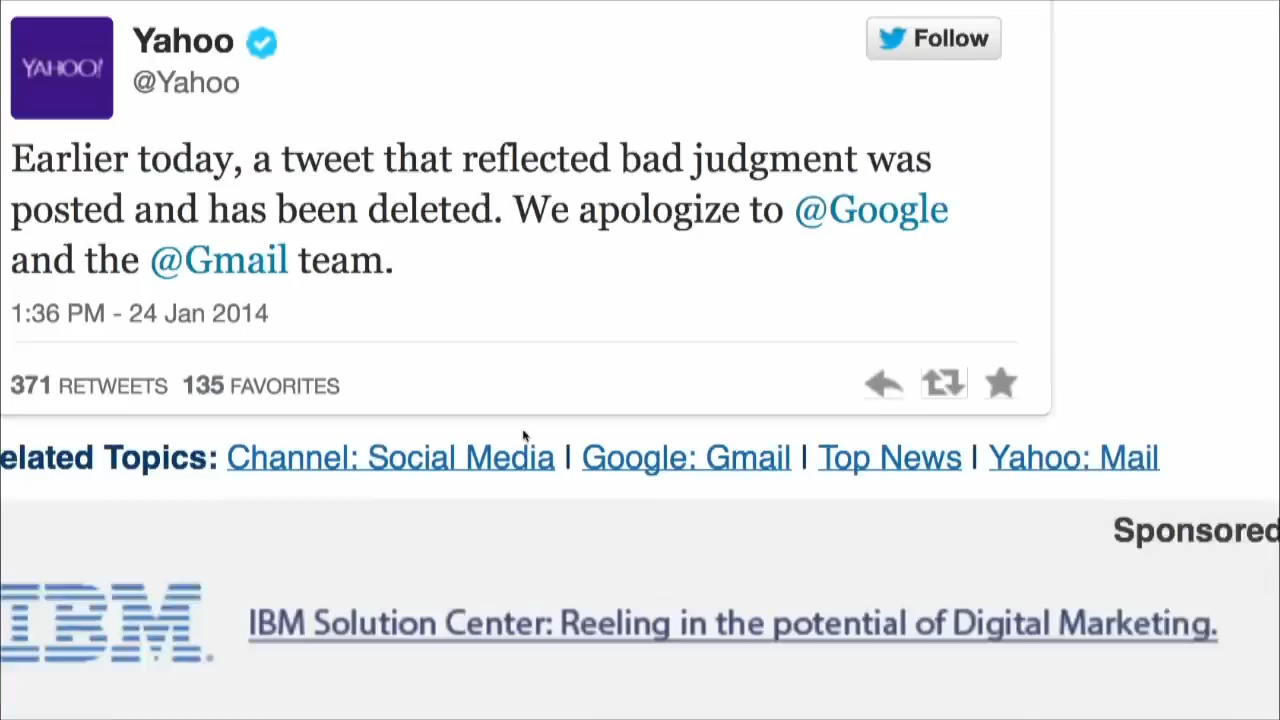 YAHOO!
Yahoo
@Yahoo
Follow
Earlier today, a tweet that reflected bad judgment was
posted and has been deleted. We apologize to @Google
and the @Gmail team.
1:36 PM - 24 Jan 2014
371 RETWEETS 135 FAVORITES
elated Topics: Channel: Social Media | Google: Gmail | Top News | Yahoo: Mail
Sponsored
IBM.
IBM Solution Center: Reeling in the potential of Digital Marketing.